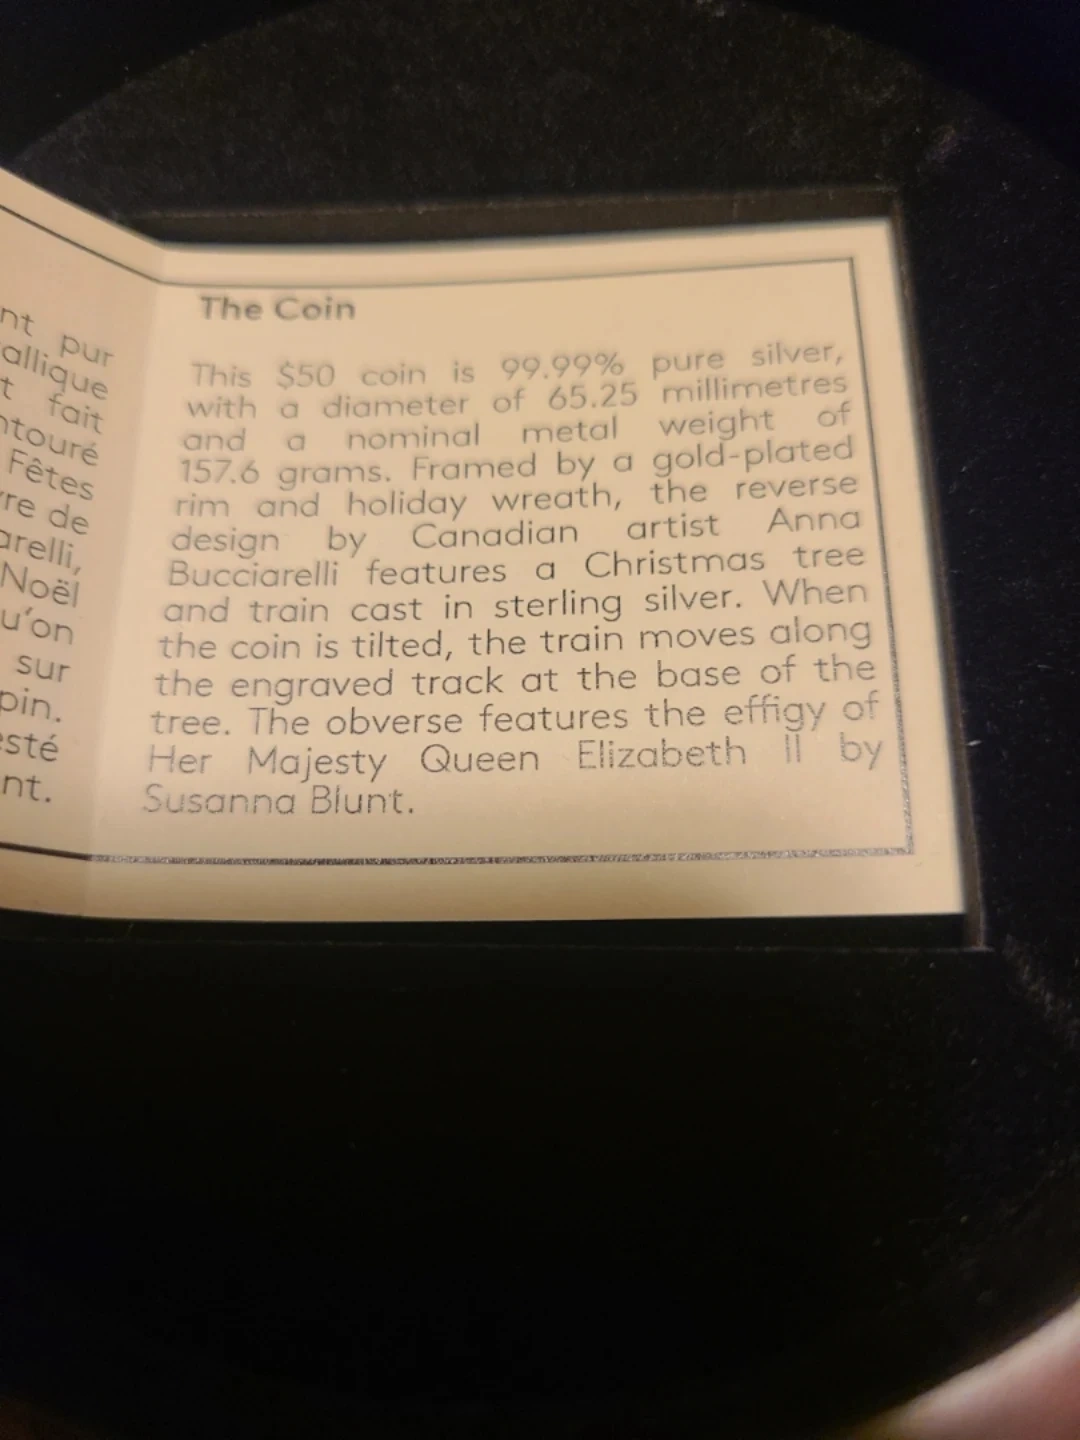 nt pur
allique
t fait
ntouré
Fêtes
re de
arelli,
Noël
u'on
sur
pin.
esté
nt.
The Coin
This $50 coin is 99.99% pure silver,
with a diameter of 65.25 millimetres
and a nominal metal weight of
157.6 grams. Framed by a gold-plated
rim and holiday wreath, the reverse
design by Canadian artist Anna
Bucciarelli features a Christmas tree
and train cast in sterling silver. When
the coin is tilted, the train moves along
the engraved track at the base of the
tree. The obverse features the effigy of
Her Majesty Queen Elizabeth II by
Susanna Blunt.